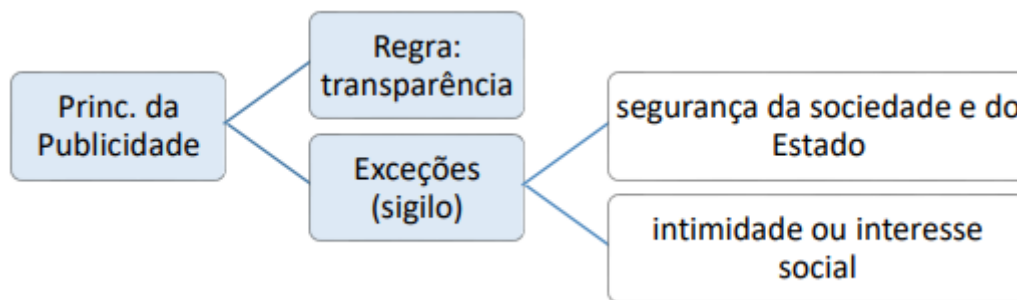 Princ. da
Publicidade
Regra:
transparência
Exceções
(sigilo)
segurança da sociedade e do
Estado
intimidade ou interesse
social